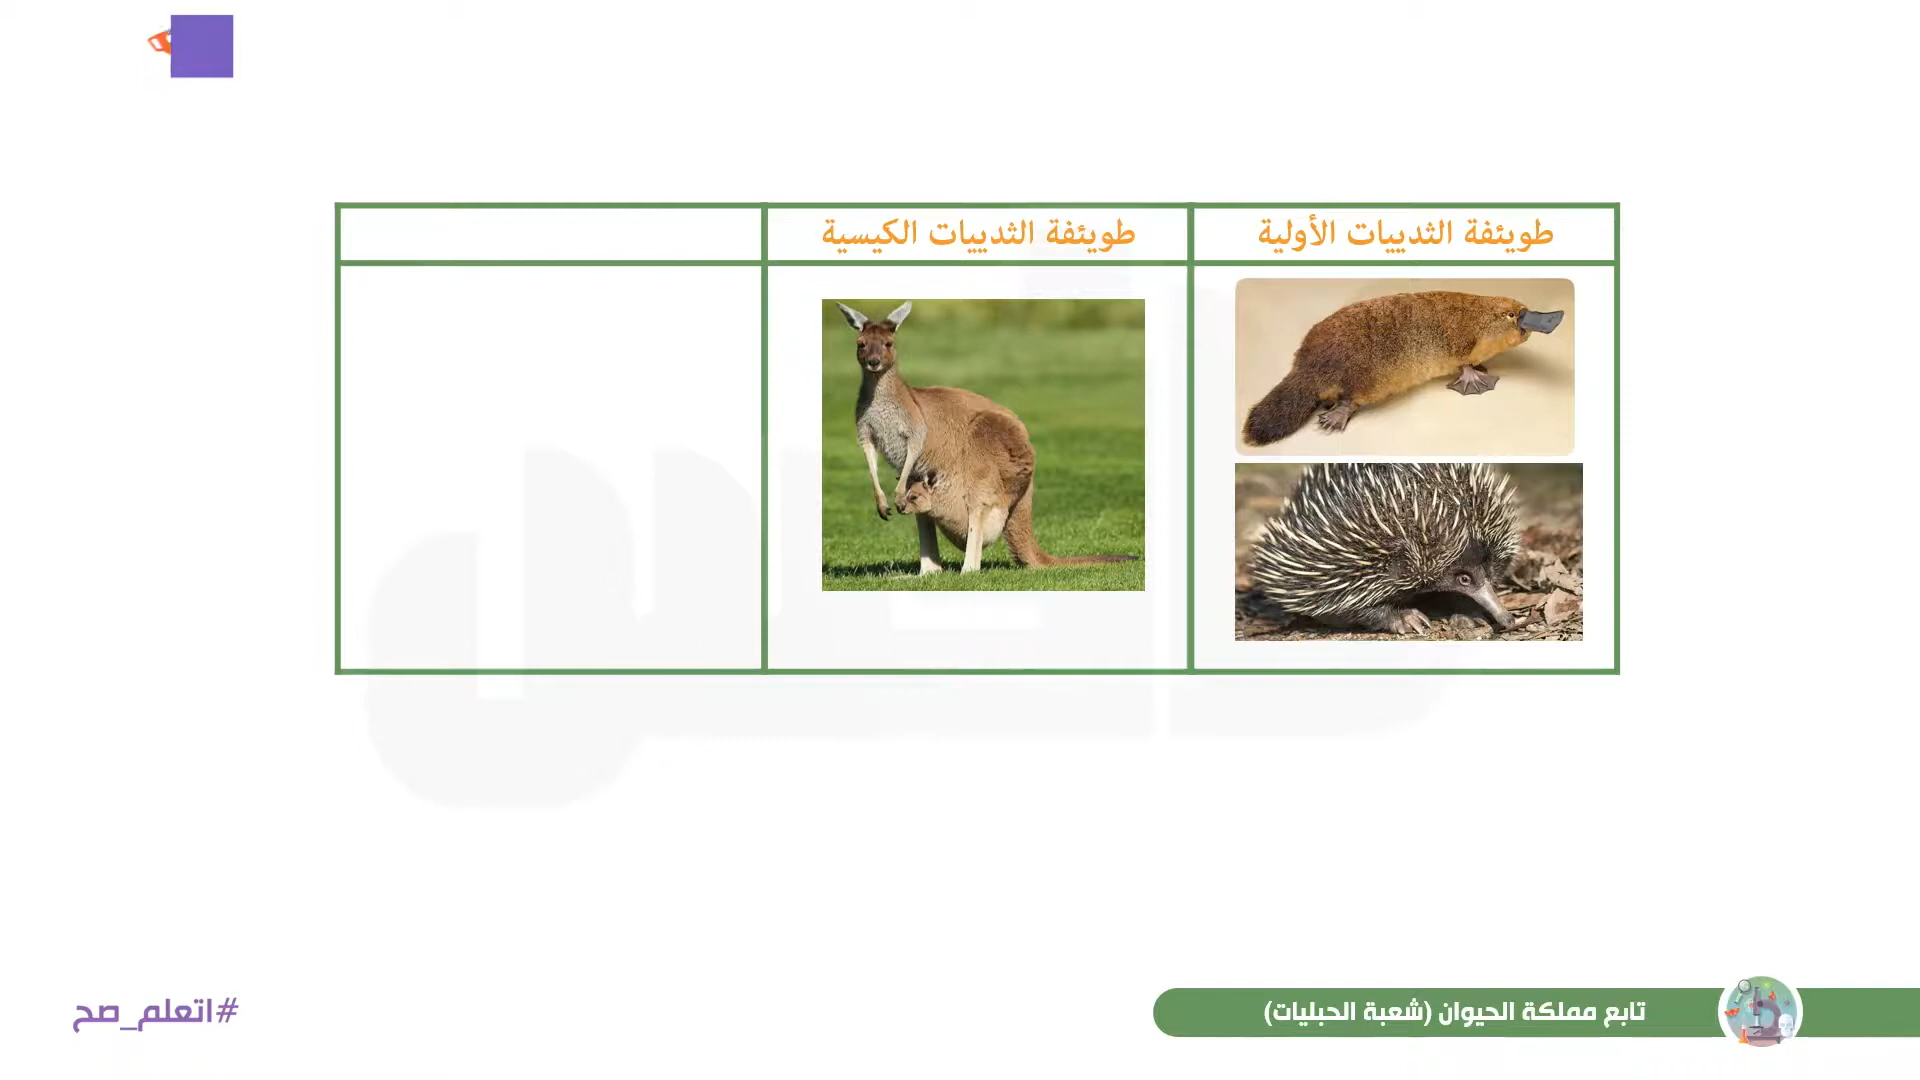 طويئفة الثدييات الأولية
طويئفة الثدييات الكيسية
تابع مملكة الحيوان (شعبة الحبليات)
#اتعلم_صح